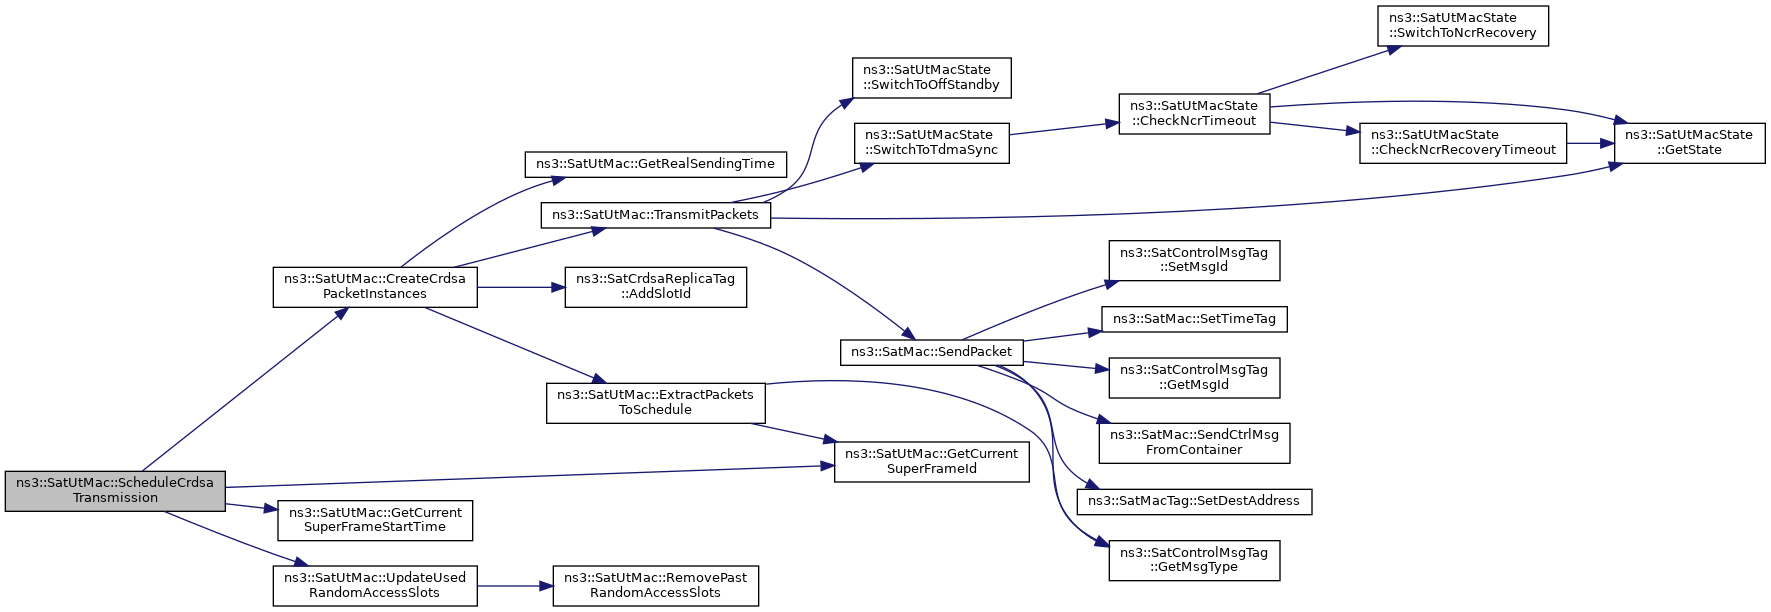 ns3::SatUtMacState
::SwitchToNcrRecovery
ns3::SatUtMacState
::SwitchToOffStandby
ns3::SatUtMacState
::CheckNcrTimeout
ns3::SatUtMacState
::SwitchToTdmaSync
ns3::SatUtMacState
::CheckNcrRecoveryTimeout
ns3::SatUtMacState
::GetState
ns3::SatUtMac::GetRealSendingTime
ns3::SatUtMac::TransmitPackets
ns3::SatControlMsgTag
::SetMsgId
ns3::SatUtMac::CreateCrdsa
PacketInstances
ns3::SatCrdsaReplicaTag
::AddSlotId
ns3::SatMac::SetTimeTag
ns3::SatMac::SendPacket
ns3::SatControlMsgTag
::GetMsgId
ns3::SatUtMac::ExtractPackets
ToSchedule
ns3::SatMac::SendCtrlMsg
FromContainer
ns3::SatUtMac::GetCurrent
SuperFrameId
ns3::SatUtMac::ScheduleCrdsa
Transmission
ns3::SatMacTag::SetDestAddress
ns3::SatUtMac::GetCurrent
SuperFrameStartTime
ns3::SatControlMsgTag
::GetMsgType
ns3::SatUtMac::UpdateUsed
RandomAccessSlots
ns3::SatUtMac::RemovePast
RandomAccessSlots